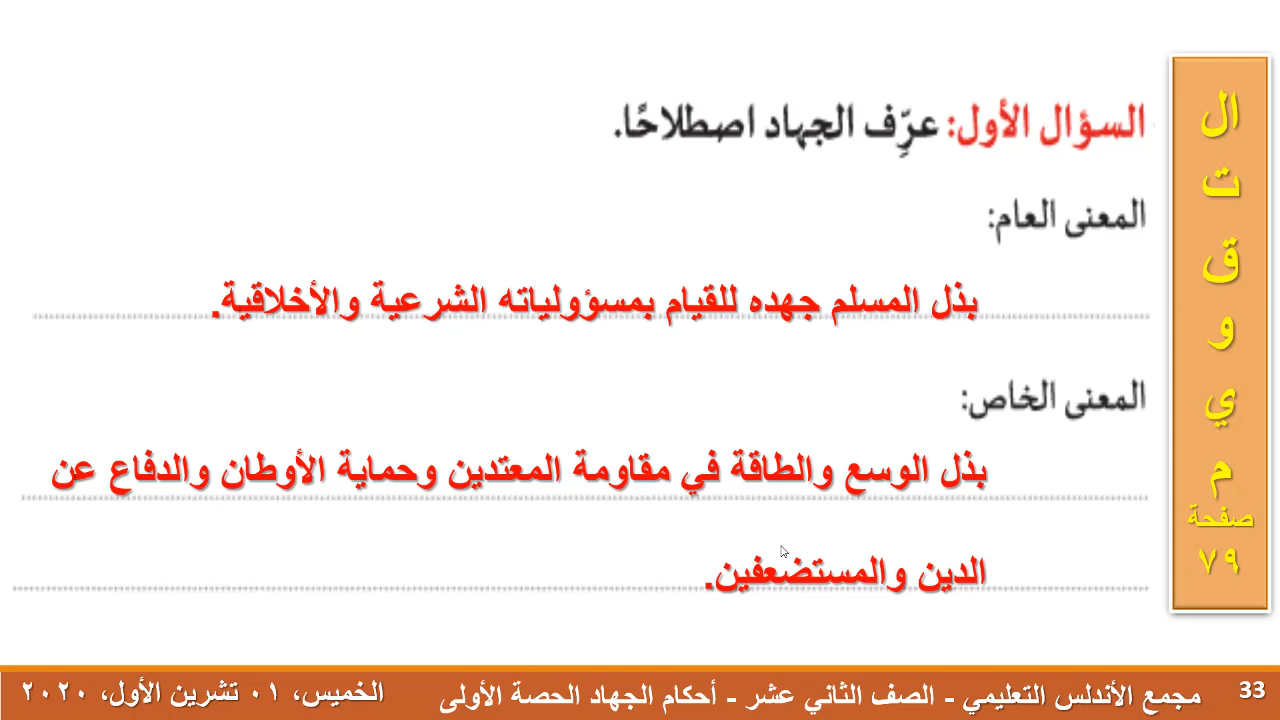 السؤال الأول: عرِّف الجهاد اصطلاحًا.
المعنى العام:
بذل المسلم جهده للقيام بمسؤولياته الشرعية والأخلاقية.
المعنى الخاص:
بذل الوسع والطاقة في مقاومة المعتدين وحماية الأوطان والدفاع عن
الدين والمستضعفين.
ال
ت
ق
و
ي
م
صفحة
٧٩
33
مجمع الأندلس التعليمي - الصف الثاني عشر - أحكام الجهاد الحصة الأولى
الخميس، ٠١ تشرين الأول، ٢٠٢٠